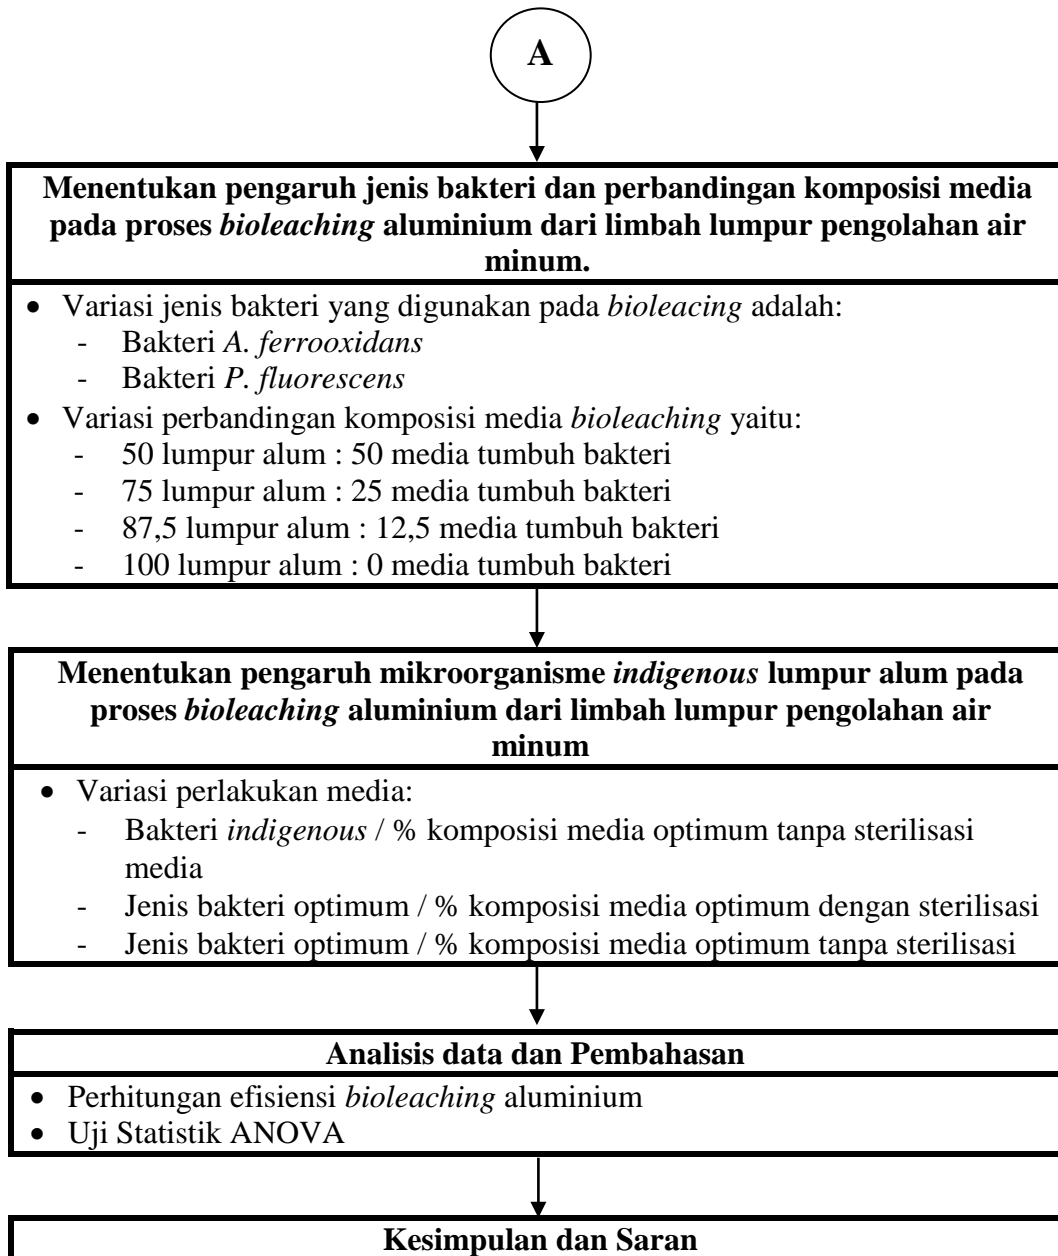 A
Menentukan pengaruh jenis bakteri dan perbandingan komposisi media
pada proses bioleaching aluminium dari limbah lumpur pengolahan air
minum.
• Variasi jenis bakteri yang digunakan pada bioleacing adalah:
- Bakteri A. ferrooxidans
- Bakteri P. fluorescens
• Variasi perbandingan komposisi media bioleaching yaitu:
- 50 lumpur alum : 50 media tumbuh bakteri
- 75 lumpur alum : 25 media tumbuh bakteri
- 87,5 lumpur alum : 12,5 media tumbuh bakteri
- 100 lumpur alum : 0 media tumbuh bakteri
Menentukan pengaruh mikroorganisme indigenous lumpur alum pada
proses bioleaching aluminium dari limbah lumpur pengolahan air
minum
• Variasi perlakukan media:
- Bakteri indigenous / % komposisi media optimum tanpa sterilisasi
media
- Jenis bakteri optimum / % komposisi media optimum dengan sterilisasi
- Jenis bakteri optimum / % komposisi media optimum tanpa sterilisasi
Analisis data dan Pembahasan
• Perhitungan efisiensi bioleaching aluminium
• Uji Statistik ANOVA
Kesimpulan dan Saran